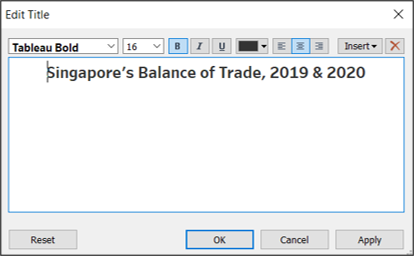 Edit Title
Tableau Bold 16 B I U Insert
Singapore’s Balance of Trade, 2019 & 2020
Reset OK Cancel Apply